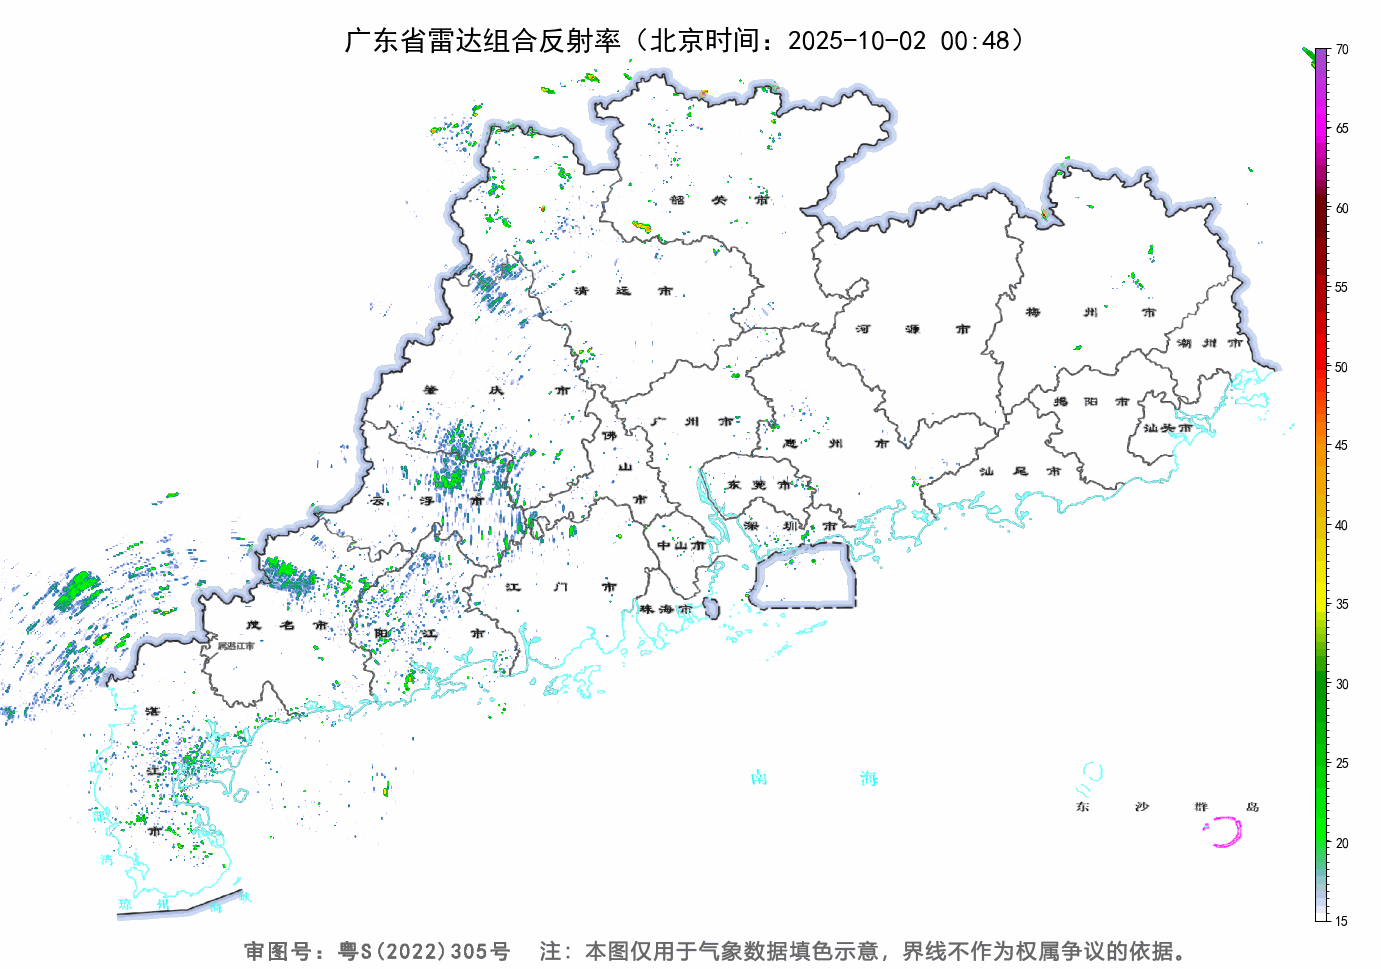 广东省雷达组合反射率（北京时间：2025-10-02 00:48）
70
65
60
55
50
45
40
35
30
25
20
15
韶关市
清远市
河源市
梅州市
潮州市
肇庆市
广州市
佛山市
惠州市
揭阳市
汕头市
汕尾市
云浮市
东莞市
深圳市
中山市
江门市
珠海市
茂名市
阳江市
属湛江市
湛江市
北部湾
琼州海峡
南海
东沙群岛
审图号：粤S(2022)305号 注：本图仅用于气象数据填色示意，界线不作为权属争议的依据。